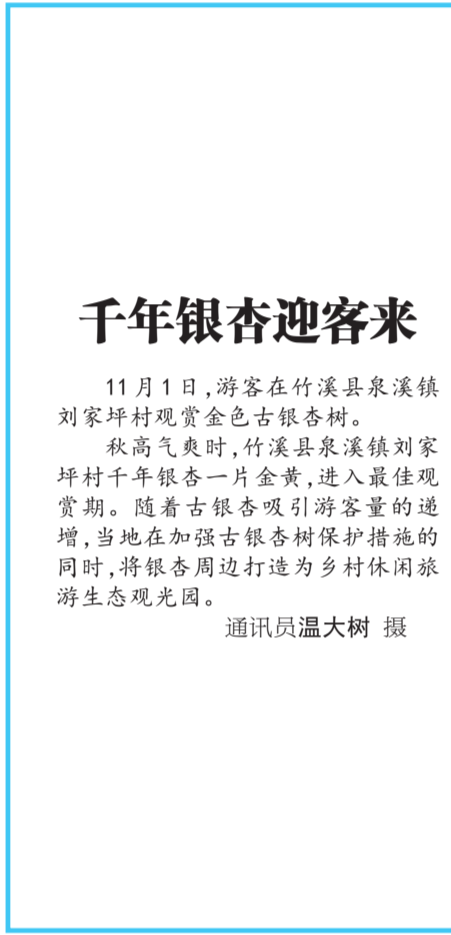 千年银杏迎客来
11月1日,游客在竹溪县泉溪镇
刘家坪村观赏金色古银杏树。
秋高气爽时,竹溪县泉溪镇刘家
坪村千年银杏一片金黄,进入最佳观
赏期。随着古银杏吸引游客量的递
增,当地在加强古银杏树保护措施的
同时,将银杏周边打造为乡村休闲旅
游生态观光园。
通讯员温大树 摄